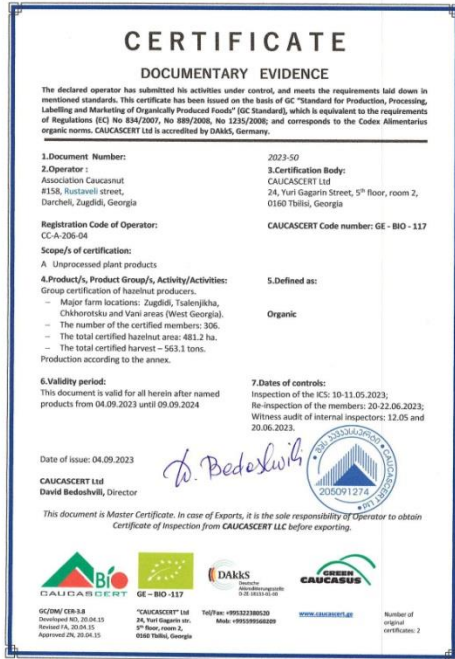 CERTIFICATE
DOCUMENTARY EVIDENCE
The declared operator has submitted his activities under control, and meets the requirements laid down in
mentioned standards. This certificate has been issued on the basis of GC "Standard for Production, Processing,
Labelling and Marketing of Organically Produced Foods" (GC Standard), which is equivalent to the requirements
of Regulations (EC) No 834/2007, No 889/2008, No 1235/2008; and corresponds to the Codex Alimentarius
organic norms. CAUCASCERT Ltd is accredited by DAkkS, Germany.
1.Document Number:
2023-50
2.Operator :
Association Caucasnut
#158, Rustaveli street,
Darcheli, Zugdidi, Georgia
3.Certification Body:
CAUCASCERT Ltd
24, Yuri Gagarin Street, 5th floor, room 2,
0160 Tbilisi, Georgia
Registration Code of Operator:
CC-A-206-04
CAUCASCERT Code number: GE - BIO - 117
Scope/s of certification:
A Unprocessed plant products
4.Product/s, Product Group/s, Activity/Activities:
Group certification of hazelnut producers.
– Major farm locations: Zugdidi, Tsalenjikha,
Chkhorotsku and Vani areas (West Georgia).
– The number of the certified members: 306.
– The total certified hazelnut area: 481.2 ha.
– The total certified harvest – 563.1 tons.
Production according to the annex.
5.Defined as:
Organic
6.Validity period:
This document is valid for all herein after named
products from 04.09.2023 until 09.09.2024
7.Dates of controls:
Inspection of the ICS: 10-11.05.2023;
Re-inspection of the members: 20-22.06.2023;
Witness audit of internal inspectors: 12.05 and
20.06.2023.
Date of issue: 04.09.2023
D. Bedoshvili
CAUCASCERT Ltd
David Bedoshvili, Director
205091274
This document is Master Certificate. In case of Exports, it is the sole responsibility of Operator to obtain
Certificate of Inspection from CAUCASCERT LLC before exporting.
Bio
CAUCASCERT
GE – BIO -117
DAkkS
Deutsche
Akkreditierungsstelle
GREEN
CAUCASUS
GC/DM/ CER-3.8
Developed ND, 20.04.15
Revised FA, 20.04.15
Approved ZN, 20.04.15
"CAUCASCERT" Ltd
24, Yuri Gagarin str.
5th floor, room 2,
0160 Tbilisi, Georgia
Tel/Fax: +995322380520
Mob: +995599560209
www.caucascert.ge
Number of
original
certificates: 2